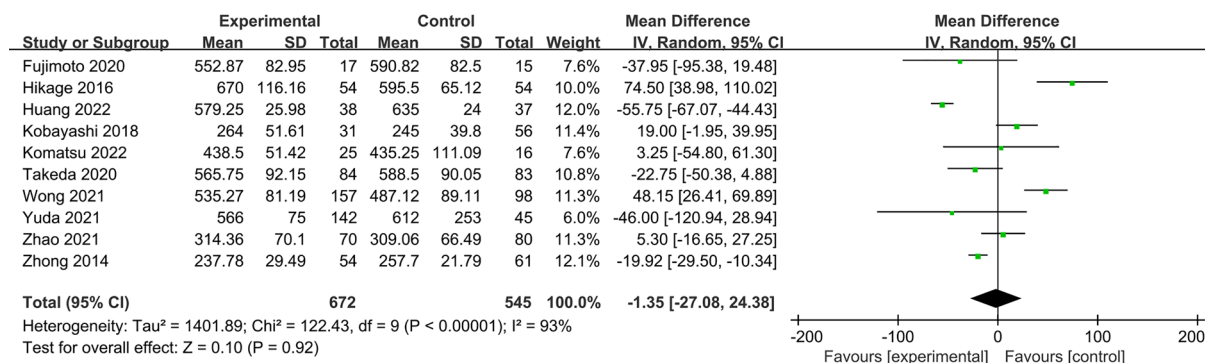 Experimental Control Mean Difference Mean Difference
Study or Subgroup Mean SD Total Mean SD Total Weight IV, Random, 95% CI IV, Random, 95% CI
Fujimoto 2020 552.87 82.95 17 590.82 82.5 15 7.6% -37.95 [-95.38, 19.48]
Hikage 2016 670 116.16 54 595.5 65.12 54 10.0% 74.50 [38.98, 110.02]
Huang 2022 579.25 25.98 38 635 24 37 12.0% -55.75 [-67.07, -44.43]
Kobayashi 2018 264 51.61 31 245 39.8 56 11.4% 19.00 [-1.95, 39.95]
Komatsu 2022 438.5 51.42 25 435.25 111.09 16 7.6% 3.25 [-54.80, 61.30]
Takeda 2020 565.75 92.15 84 588.5 90.05 83 10.8% -22.75 [-50.38, 4.88]
Wong 2021 535.27 81.19 157 487.12 89.11 98 11.3% 48.15 [26.41, 69.89]
Yuda 2021 566 75 142 612 253 45 6.0% -46.00 [-120.94, 28.94]
Zhao 2021 314.36 70.1 70 309.06 66.49 80 11.3% 5.30 [-16.65, 27.25]
Zhong 2014 237.78 29.49 54 257.7 21.79 61 12.1% -19.92 [-29.50, -10.34]
Total (95% CI) 672 545 100.0% -1.35 [-27.08, 24.38]
Heterogeneity: Tau² = 1401.89; Chi² = 122.43, df = 9 (P < 0.00001); I² = 93%
Test for overall effect: Z = 0.10 (P = 0.92)
-200 -100 0 100 200
Favours [experimental] Favours [control]